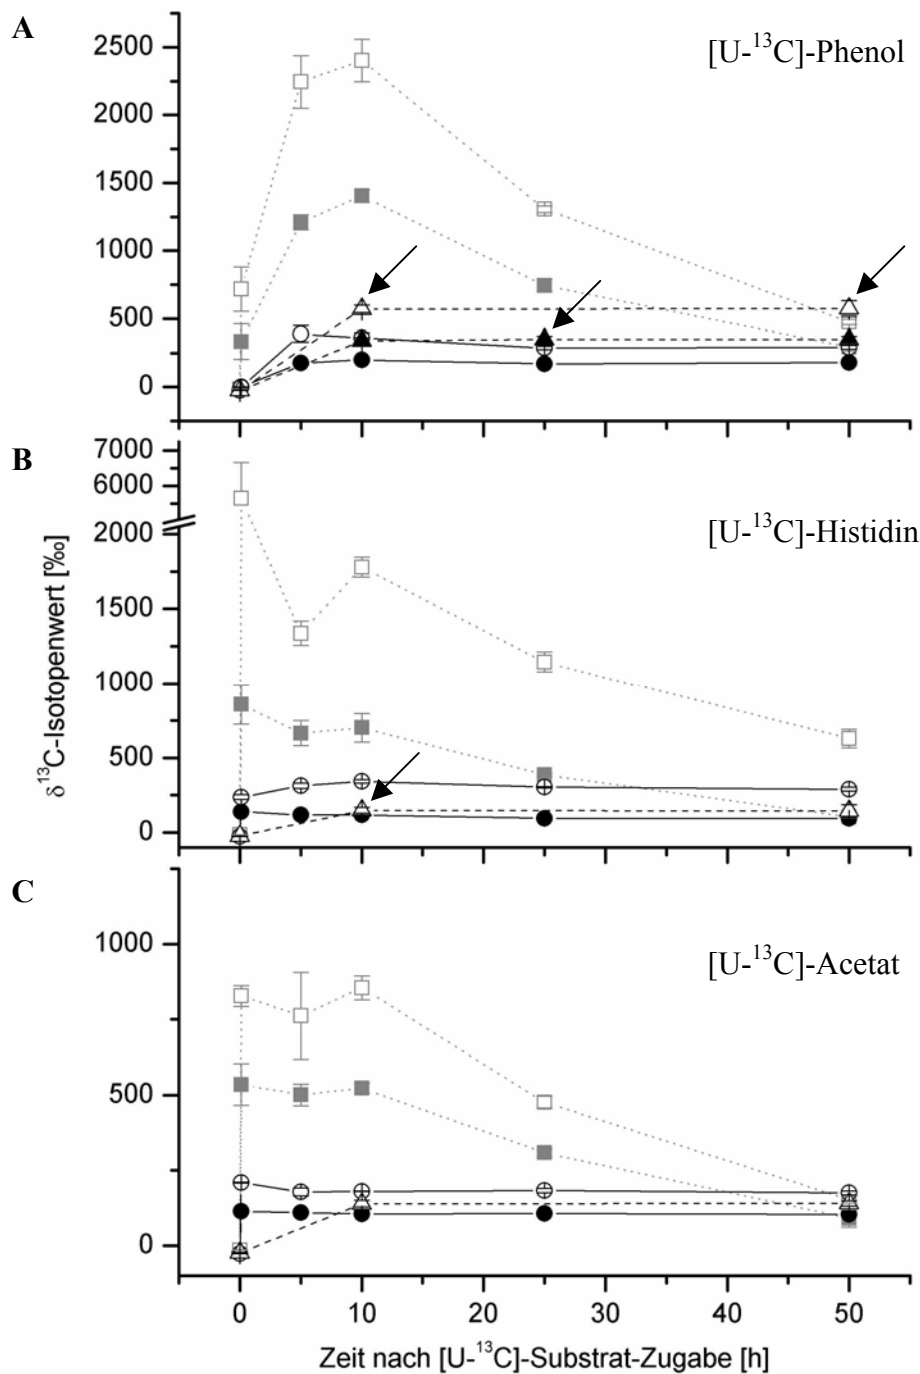 A
[U-¹³C]-Phenol
2500
2000
1500
1000
500
0
B
[U-¹³C]-Histidin
7000
6000
2000
1500
1000
500
0
δ¹³C-Isotopenwert [‰]
C
[U-¹³C]-Acetat
1000
500
0
0 10 20 30 40 50
Zeit nach [U-¹³C]-Substrat-Zugabe [h]